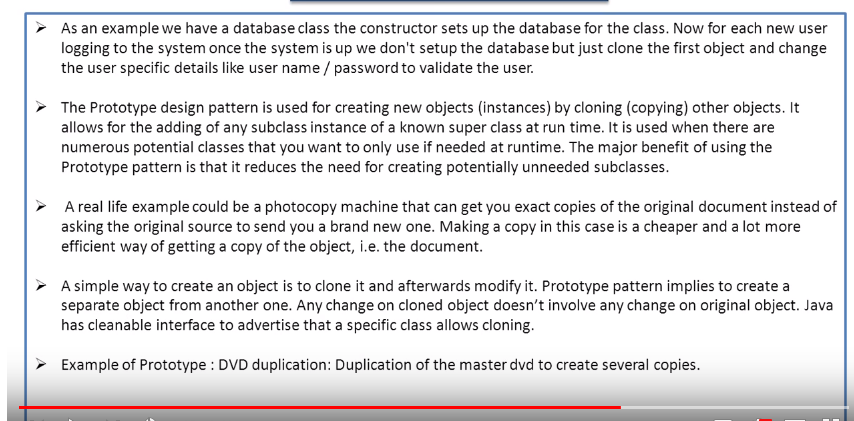 ➢ As an example we have a database class the constructor sets up the database for the class. Now for each new user
logging to the system once the system is up we don't setup the database but just clone the first object and change
the user specific details like user name / password to validate the user.
➢ The Prototype design pattern is used for creating new objects (instances) by cloning (copying) other objects. It
allows for the adding of any subclass instance of a known super class at run time. It is used when there are
numerous potential classes that you want to only use if needed at runtime. The major benefit of using the
Prototype pattern is that it reduces the need for creating potentially unneeded subclasses.
➢ A real life example could be a photocopy machine that can get you exact copies of the original document instead of
asking the original source to send you a brand new one. Making a copy in this case is a cheaper and a lot more
efficient way of getting a copy of the object, i.e. the document.
➢ A simple way to create an object is to clone it and afterwards modify it. Prototype pattern implies to create a
separate object from another one. Any change on cloned object doesn’t involve any change on original object. Java
has cleanable interface to advertise that a specific class allows cloning.
➢ Example of Prototype : DVD duplication: Duplication of the master dvd to create several copies.